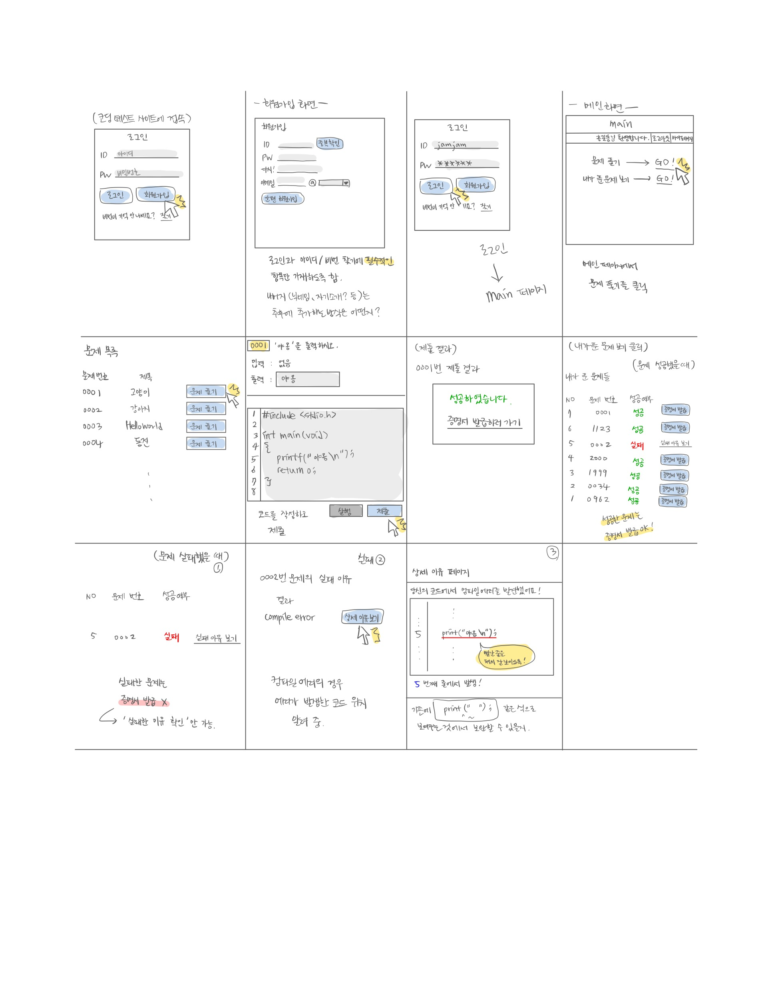 (코딩 테스트 사이트에 접속)
로그인
ID 아이디
PW 비밀번호
로그인 회원가입
비번이 기억 안 나세요? 찾기
- 회원가입 화면 -
회원가입
ID 중복확인
PW
다시!
이메일 @
간편 회원가입
로그인과 아이디/비번 찾기에 필수적인
항목만 기재하도록 함.
나머지 (닉네임, 자기소개? 등)는
추후에 추가하는 방식은 어떤지?
로그인
ID jamjam
PW ******
로그인 회원가입
비번이 기억 안 세요? 찾기
로그인
↓
Main 페이지
- 메인화면 -
main
홍길동님 환영합니다. 로그아웃 마이페이지
문제 풀기 → GO!
내가 푼 문제 보기 → GO!
메인 페이지에서
문제 풀기를 클릭
문제 목록
문제번호 제목
0001 고양이 문제 풀기
0002 강아지 문제 풀기
0003 Helloworld 문제 풀기
0004 동전 문제 풀기
0001 '야옹'을 출력하시오.
입력 : 없음
출력 : 야옹
1 #include <stdio.h>
2
3 int main(void)
4 {
5 printf("야옹\n");
6 return 0;
7 }
8
실행 제출
코드를 작성하고
제출
(제출 결과)
0001번 제출 결과
성공하였습니다.
증명서 발급하러 가기
(내가 푼 문제 보기 클릭)
(문제 성공했을 때)
내가 푼 문제들
NO 문제 번호 성공여부
7 0001 성공 증명서 발급
6 1123 성공 증명서 발급
5 0002 실패 실패 이유 보기
4 2000 성공 증명서 발급
3 1999 성공 증명서 발급
2 0034 성공 증명서 발급
1 0962 성공 증명서 발급
성공한 문제는
증명서 발급 OK!
(문제 실패했을 때)
①
NO 문제 번호 성공여부
5 0002 실패 실패 이유 보기
실패한 문제는
증명서 발급 X
→ '실패한 이유 확인'만 가능.
실패 ②
0002번 문제의 실패 이유
결과
compile error 상세 이유보기
컴파일 에러의 경우
에러가 발생한 코드 위치
알려 줌.
③
상세 이유 페이지
당신의 코드에서 컴파일에러를 발견했어요!
5 print("야옹\n");
빨간 줄을
쳐서 잘 보이도록!
5번째 줄에서 발생!
기존에 print(" "); 같은 식으로
^~
보여주는 것에서 보완할 수 있을지.